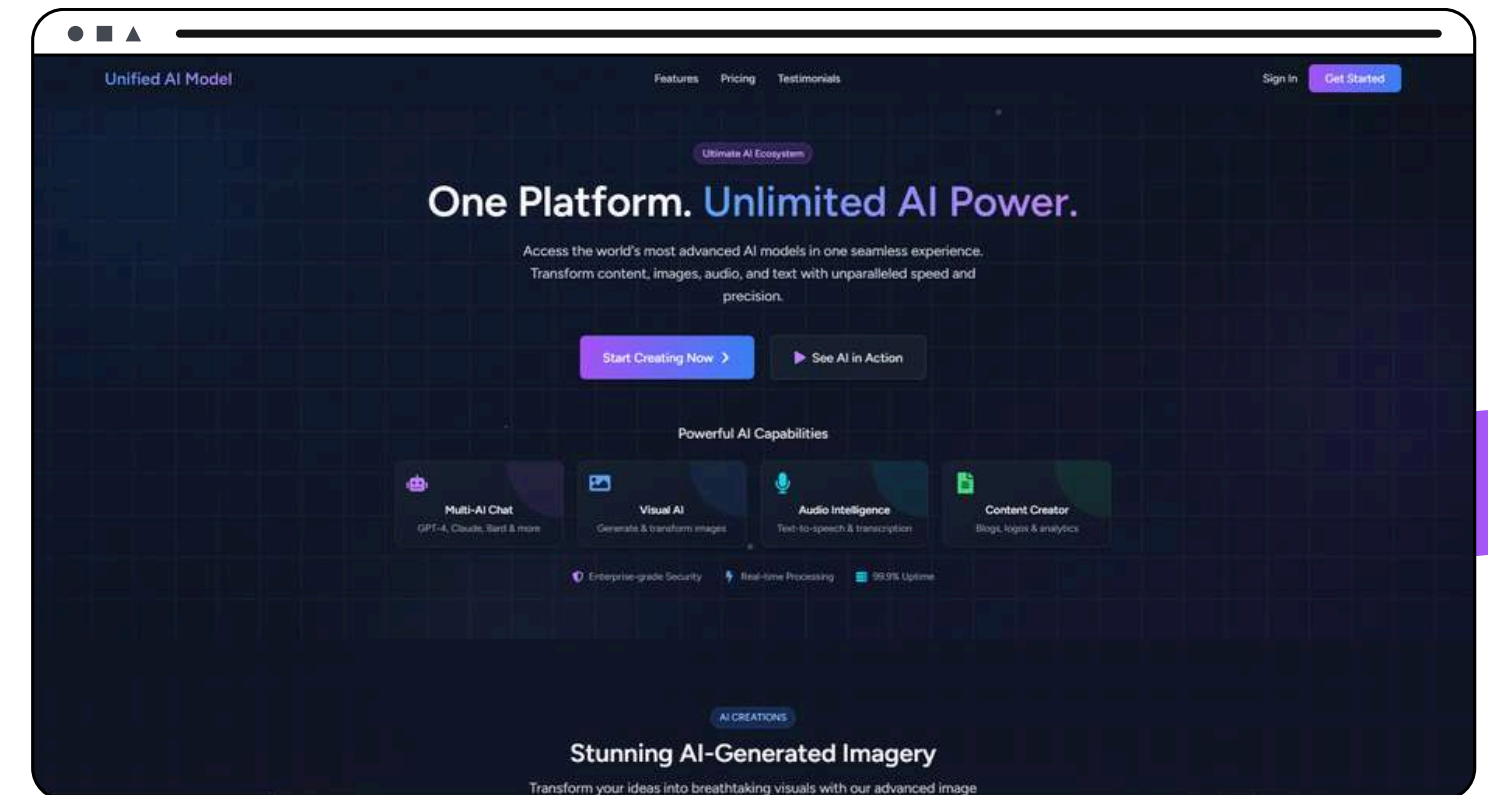 Unified AI Model
Features Pricing Testimonials
Sign In Get Started
Ultimate AI Ecosystem
One Platform. Unlimited AI Power.
Access the world's most advanced AI models in one seamless experience.
Transform content, images, audio, and text with unparalleled speed and
precision.
Start Creating Now See AI in Action
Powerful AI Capabilities
Multi-AI Chat
GPT-4, Claude, Bard & more
Visual AI
Generate & transform images
Audio Intelligence
Text-to-speech & transcription
Content Creator
Blogs, logos & analytics
Enterprise-grade Security Real-time Processing 99.9% Uptime
AI CREATIONS
Stunning AI-Generated Imagery
Transform your ideas into breathtaking visuals with our advanced image